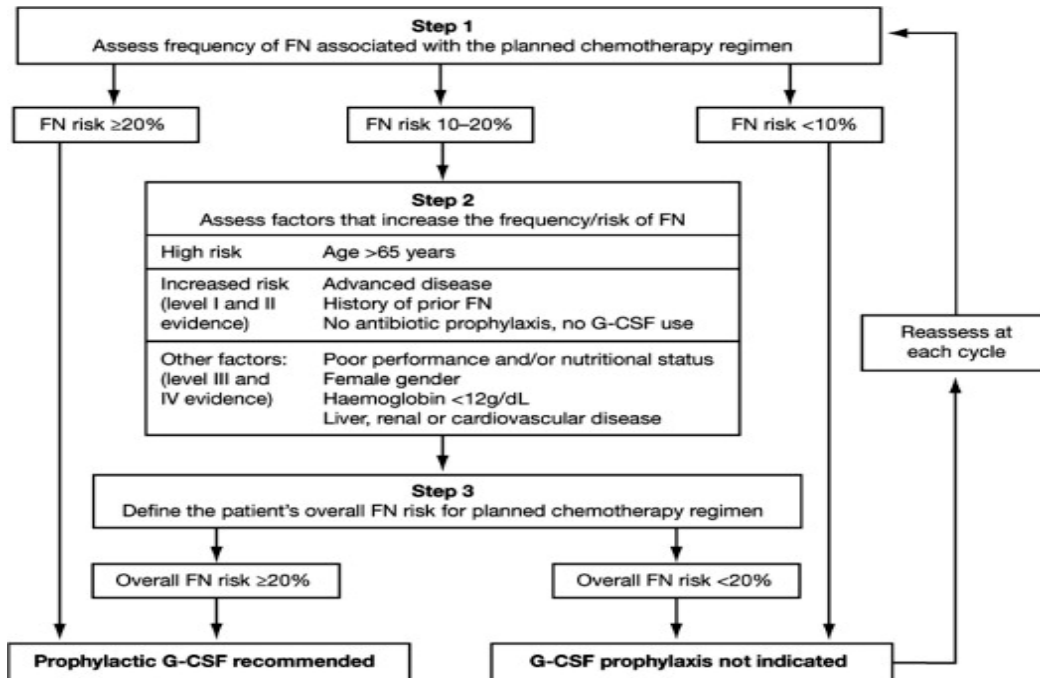 Step 1
Assess frequency of FN associated with the planned chemotherapy regimen
FN risk ≥20%
FN risk 10–20%
FN risk <10%
Step 2
Assess factors that increase the frequency/risk of FN
High risk Age >65 years
Increased risk Advanced disease
(level I and II History of prior FN
evidence) No antibiotic prophylaxis, no G-CSF use
Other factors: Poor performance and/or nutritional status
(level III and Female gender
IV evidence) Haemoglobin <12g/dL
Liver, renal or cardiovascular disease
Reassess at
each cycle
Step 3
Define the patient's overall FN risk for planned chemotherapy regimen
Overall FN risk ≥20%
Overall FN risk <20%
Prophylactic G-CSF recommended
G-CSF prophylaxis not indicated